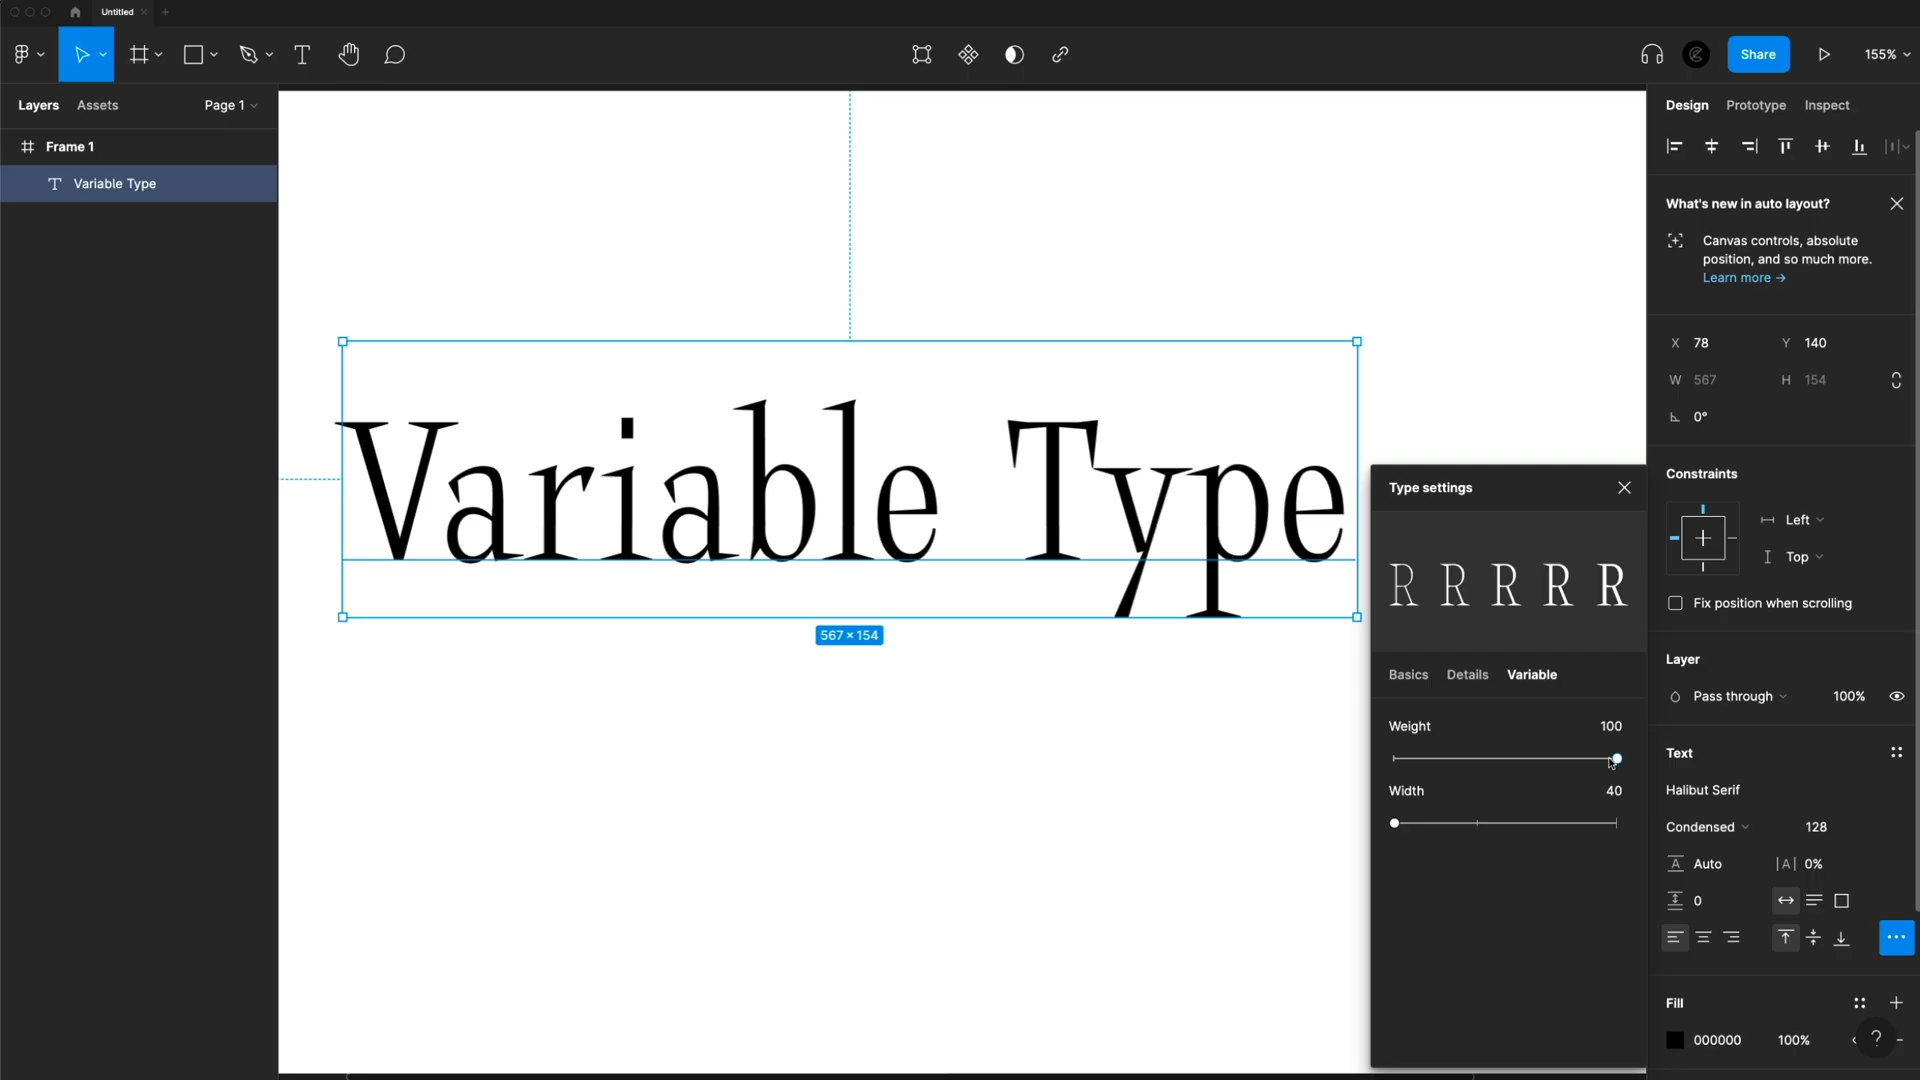 Untitled
Share
155%
Layers
Assets
Page 1
Frame 1
Variable Type
Variable Type
567 × 154
Type settings
R R R R R
Basics
Details
Variable
Weight
100
Width
40
Design
Prototype
Inspect
What's new in auto layout?
Canvas controls, absolute
position, and so much more.
Learn more →
X 78
Y 140
W 567
H 154
0°
Constraints
Left
Top
Fix position when scrolling
Layer
Pass through
100%
Text
Halibut Serif
Condensed
128
A Auto
|A| 0%
0
Fill
000000
100%
?